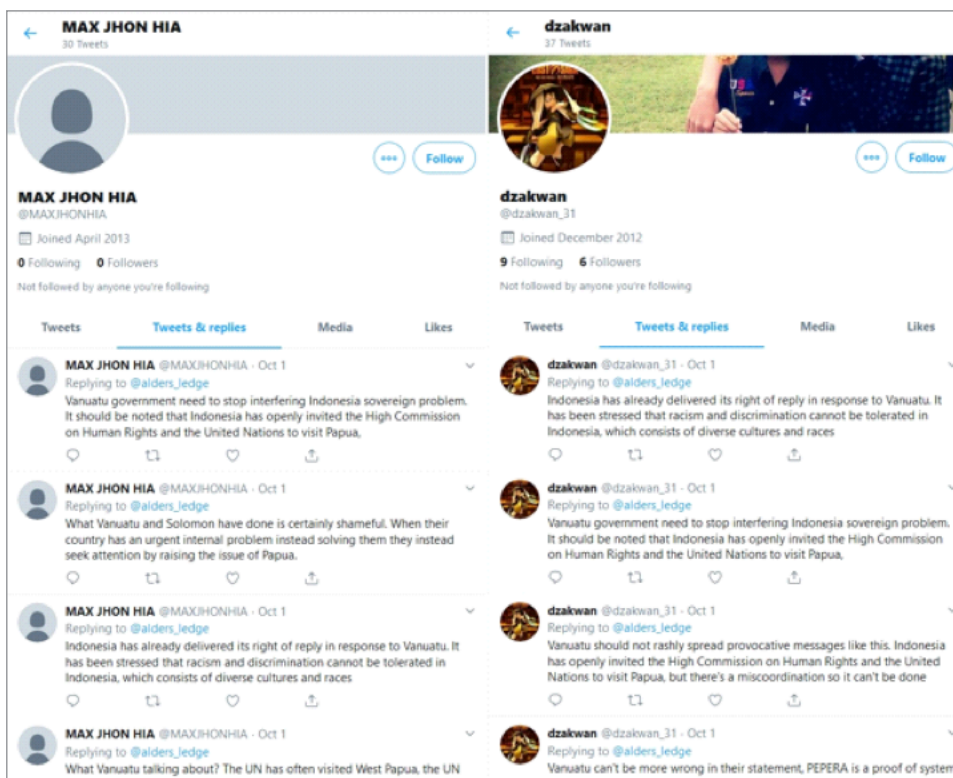 MAX JHON HIA
30 Tweets
Follow
MAX JHON HIA
@MAXJHONHIA
Joined April 2013
0 Following 0 Followers
Not followed by anyone you're following
Tweets Tweets & replies Media Likes
MAX JHON HIA @MAXJHONHIA · Oct 1
Replying to @alders_ledge
Vanuatu government need to stop interfering Indonesia sovereign problem.
It should be noted that Indonesia has openly invited the High Commission
on Human Rights and the United Nations to visit Papua,
MAX JHON HIA @MAXJHONHIA · Oct 1
Replying to @alders_ledge
What Vanuatu and Solomon have done is certainly shameful. When their
country has an urgent internal problem instead solving them they instead
seek attention by raising the issue of Papua.
MAX JHON HIA @MAXJHONHIA · Oct 1
Replying to @alders_ledge
Indonesia has already delivered its right of reply in response to Vanuatu. It
has been stressed that racism and discrimination cannot be tolerated in
Indonesia, which consists of diverse cultures and races
MAX JHON HIA @MAXJHONHIA · Oct 1
Replying to @alders_ledge
What Vanuatu talking about? The UN has often visited West Papua, the UN
dzakwan
37 Tweets
Follow
dzakwan
@dzakwan_31
Joined December 2012
9 Following 6 Followers
Not followed by anyone you're following
Tweets Tweets & replies Media Likes
dzakwan @dzakwan_31 · Oct 1
Replying to @alders_ledge
Indonesia has already delivered its right of reply in response to Vanuatu. It
has been stressed that racism and discrimination cannot be tolerated in
Indonesia, which consists of diverse cultures and races
dzakwan @dzakwan_31 · Oct 1
Replying to @alders_ledge
Vanuatu government need to stop interfering Indonesia sovereign problem.
It should be noted that Indonesia has openly invited the High Commission
on Human Rights and the United Nations to visit Papua,
dzakwan @dzakwan_31 · Oct 1
Replying to @alders_ledge
Vanuatu should not rashly spread provocative messages like this. Indonesia
has openly invited the High Commission on Human Rights and the United
Nations to visit Papua, but there's a miscoordination so it can't be done
dzakwan @dzakwan_31 · Oct 1
Replying to @alders_ledge
Vanuatu can't be more wrong in their statement, PEPERA is a proof of system